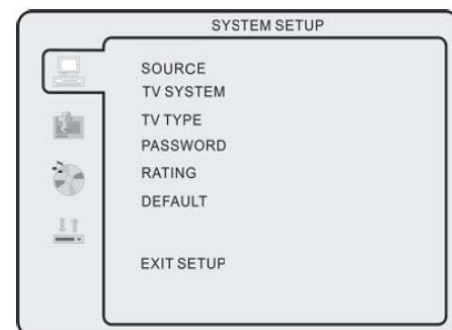 SYSTEM SETUP
SOURCE
TV SYSTEM
TV TYPE
PASSWORD
RATING
DEFAULT
EXIT SETUP